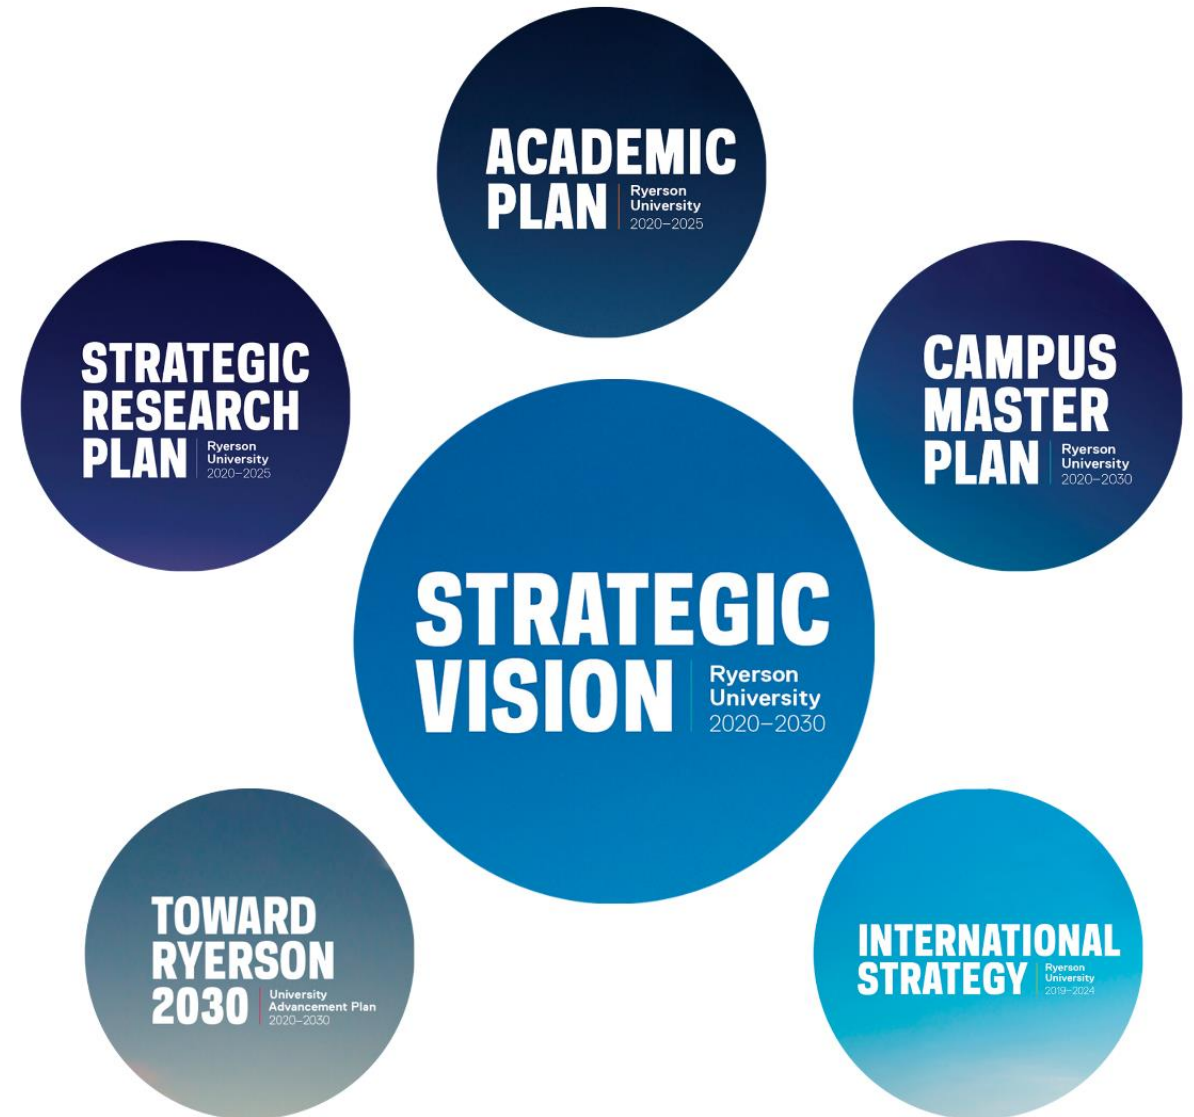 ACADEMIC
PLAN
Ryerson
University
2020–2025
STRATEGIC
RESEARCH
PLAN
Ryerson
University
2020–2025
CAMPUS
MASTER
PLAN
Ryerson
University
2020–2030
STRATEGIC
VISION
Ryerson
University
2020–2030
TOWARD
RYERSON
2030
University
Advancement Plan
2020–2030
INTERNATIONAL
STRATEGY
Ryerson
University
2019–2024